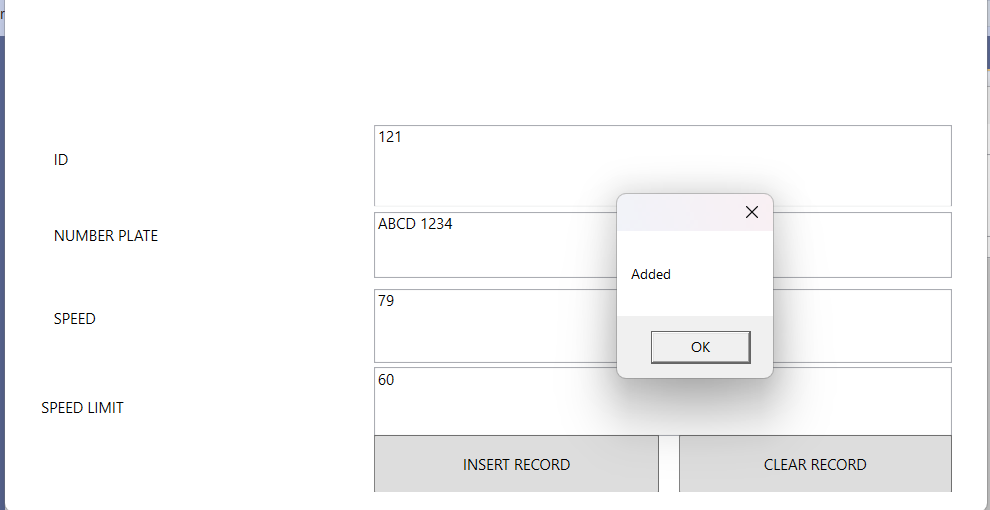 ID
121
NUMBER PLATE
ABCD 1234
SPEED
79
SPEED LIMIT
60
INSERT RECORD
CLEAR RECORD
Added
OK